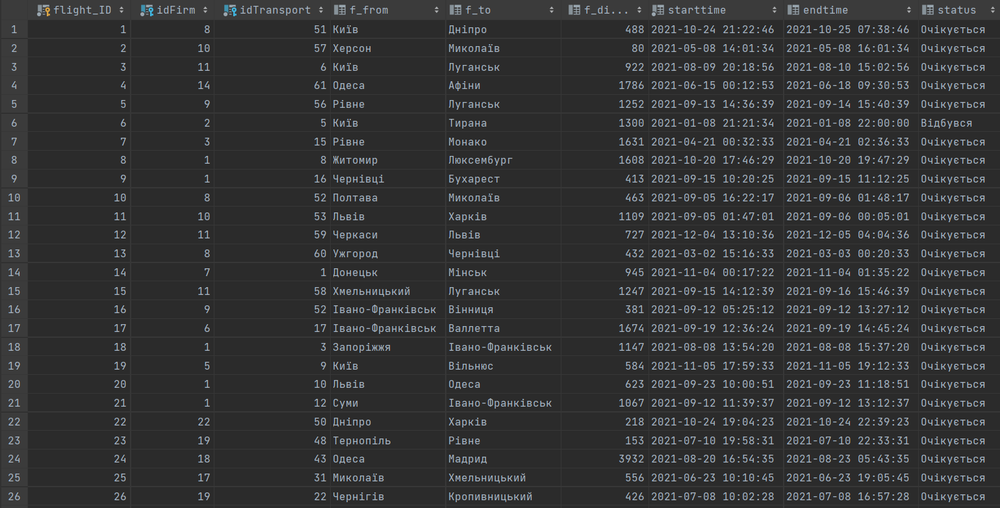 flight_ID idFirm idTransport f_from f_to f_di... starttime endtime status
1 1 8 51 Київ Дніпро 488 2021-10-24 21:22:46 2021-10-25 07:38:46 Очікується
2 2 10 57 Херсон Миколаїв 80 2021-05-08 14:01:34 2021-05-08 16:01:34 Очікується
3 3 11 6 Київ Луганськ 922 2021-08-09 20:18:56 2021-08-10 15:02:56 Очікується
4 4 14 61 Одеса Афіни 1786 2021-06-15 00:12:53 2021-06-18 09:30:53 Очікується
5 5 9 56 Рівне Луганськ 1252 2021-09-13 14:36:39 2021-09-14 15:40:39 Очікується
6 6 2 5 Київ Тирана 1300 2021-01-08 21:21:34 2021-01-08 22:00:00 Відбувся
7 7 3 15 Рівне Монако 1631 2021-04-21 00:32:33 2021-04-21 02:36:33 Очікується
8 8 1 8 Житомир Люксембург 1608 2021-10-20 17:46:29 2021-10-20 19:47:29 Очікується
9 9 1 16 Чернівці Бухарест 413 2021-09-15 10:20:25 2021-09-15 11:12:25 Очікується
10 10 8 52 Полтава Миколаїв 463 2021-09-05 16:22:17 2021-09-06 01:48:17 Очікується
11 11 10 53 Львів Харків 1109 2021-09-05 01:47:01 2021-09-06 00:05:01 Очікується
12 12 11 59 Черкаси Львів 727 2021-12-04 13:10:36 2021-12-05 04:04:36 Очікується
13 13 8 60 Ужгород Чернівці 432 2021-03-02 15:16:33 2021-03-03 00:20:33 Очікується
14 14 7 1 Донецьк Мінськ 945 2021-11-04 00:17:22 2021-11-04 01:35:22 Очікується
15 15 11 58 Хмельницький Луганськ 1247 2021-09-15 14:12:39 2021-09-16 15:46:39 Очікується
16 16 9 52 Івано-Франківськ Вінниця 381 2021-09-12 05:25:12 2021-09-12 13:27:12 Очікується
17 17 6 17 Івано-Франківськ Валлетта 1674 2021-09-19 12:36:24 2021-09-19 14:45:24 Очікується
18 18 1 3 Запоріжжя Івано-Франківськ 1147 2021-08-08 13:54:20 2021-08-08 15:37:20 Очікується
19 19 5 9 Київ Вільнюс 584 2021-11-05 17:59:33 2021-11-05 19:12:33 Очікується
20 20 1 10 Львів Одеса 623 2021-09-23 10:00:51 2021-09-23 11:18:51 Очікується
21 21 1 12 Суми Івано-Франківськ 1067 2021-09-12 11:39:37 2021-09-12 13:12:37 Очікується
22 22 22 50 Дніпро Харків 218 2021-10-24 19:04:23 2021-10-24 22:39:23 Очікується
23 23 19 48 Тернопіль Рівне 153 2021-07-10 19:58:31 2021-07-10 22:33:31 Очікується
24 24 18 43 Одеса Мадрид 3932 2021-08-20 16:54:35 2021-08-23 05:43:35 Очікується
25 25 17 31 Миколаїв Хмельницький 556 2021-06-23 10:10:45 2021-06-23 19:05:45 Очікується
26 26 19 22 Чернігів Кропивницький 426 2021-07-08 10:02:28 2021-07-08 16:57:28 Очікується